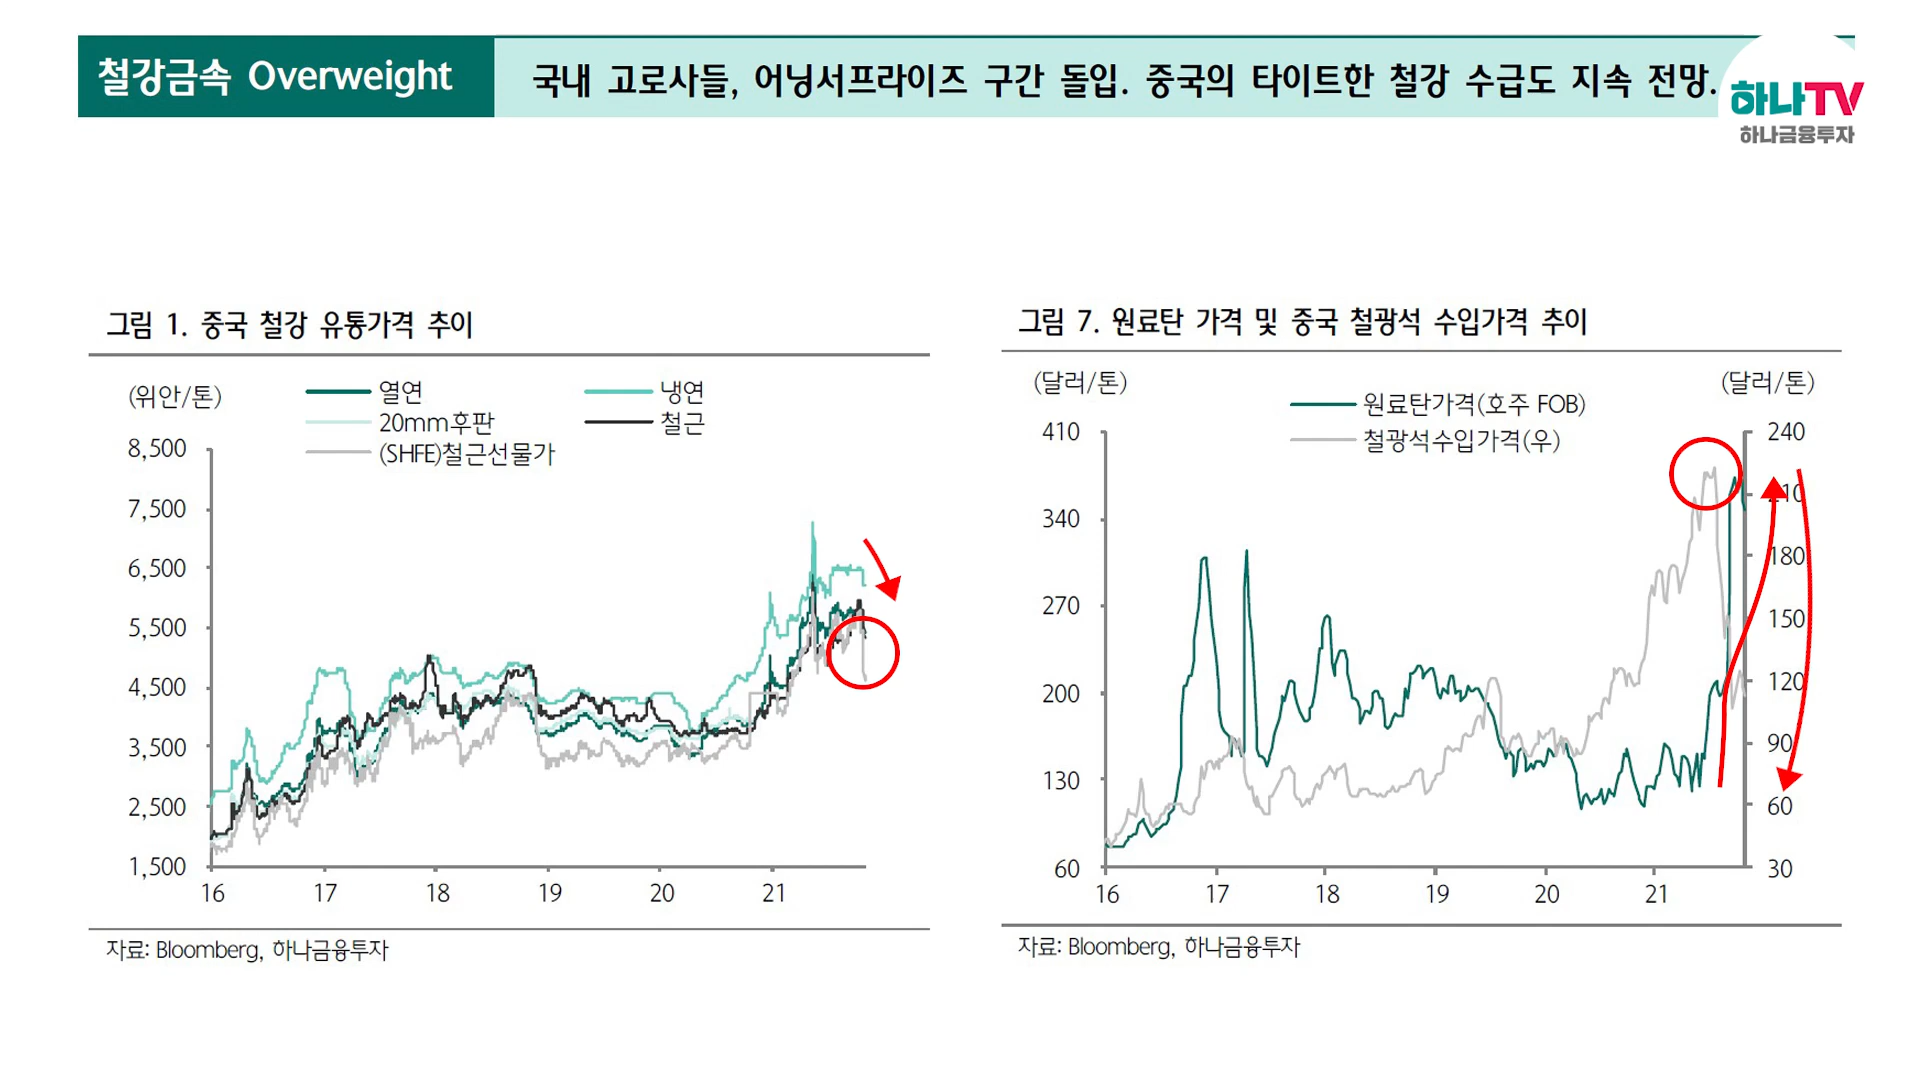 철강금속 Overweight
국내 고로사들, 어닝서프라이즈 구간 돌입. 중국의 타이트한 철강 수급도 지속 전망.
하나TV
하나금융투자
그림 1. 중국 철강 유통가격 추이
(위안/톤)
열연
냉연
20mm후판
철근
(SHFE)철근선물가
8,500
7,500
6,500
5,500
4,500
3,500
2,500
1,500
16 17 18 19 20 21
자료: Bloomberg, 하나금융투자
그림 7. 원료탄 가격 및 중국 철광석 수입가격 추이
(달러/톤)
(달러/톤)
원료탄가격(호주 FOB)
철광석수입가격(우)
410
340
270
200
130
60
240
210
180
150
120
90
60
30
16 17 18 19 20 21
자료: Bloomberg, 하나금융투자